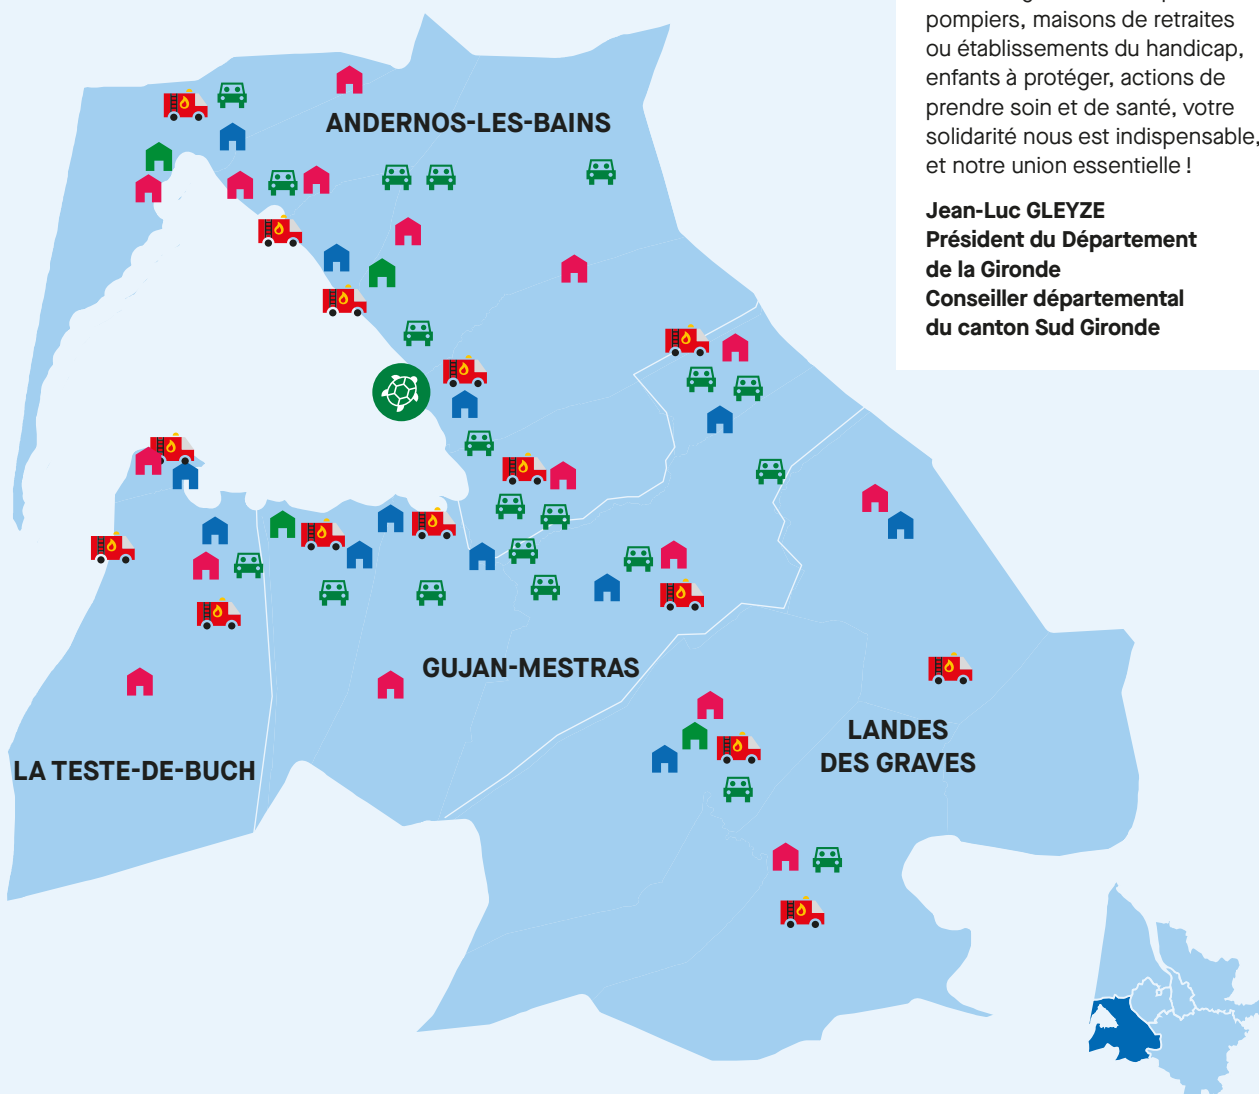 pompiers, maisons de retraites
ou établissements du handicap,
enfants à protéger, actions de
prendre soin et de santé, votre
solidarité nous est indispensable,
et notre union essentielle !
Jean-Luc GLEYZE
Président du Département
de la Gironde
Conseiller départemental
du canton Sud Gironde
ANDERNOS-LES-BAINS
GUJAN-MESTRAS
LA TESTE-DE-BUCH
LANDES
DES GRAVES